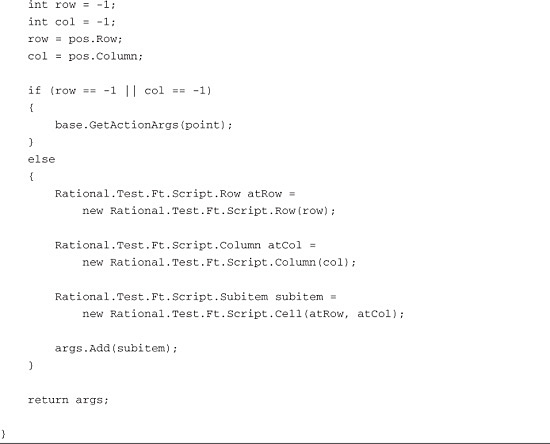 int row = -1;
int col = -1;
row = pos.Row;
col = pos.Column;
if (row == -1 || col == -1)
{
base.GetActionArgs(point);
}
else
{
Rational.Test.Ft.Script.Row atRow =
new Rational.Test.Ft.Script.Row(row);
Rational.Test.Ft.Script.Column atCol =
new Rational.Test.Ft.Script.Column(col);
Rational.Test.Ft.Script.Subitem subitem =
new Rational.Test.Ft.Script.Cell(atRow, atCol);
args.Add(subitem);
}
return args;
}